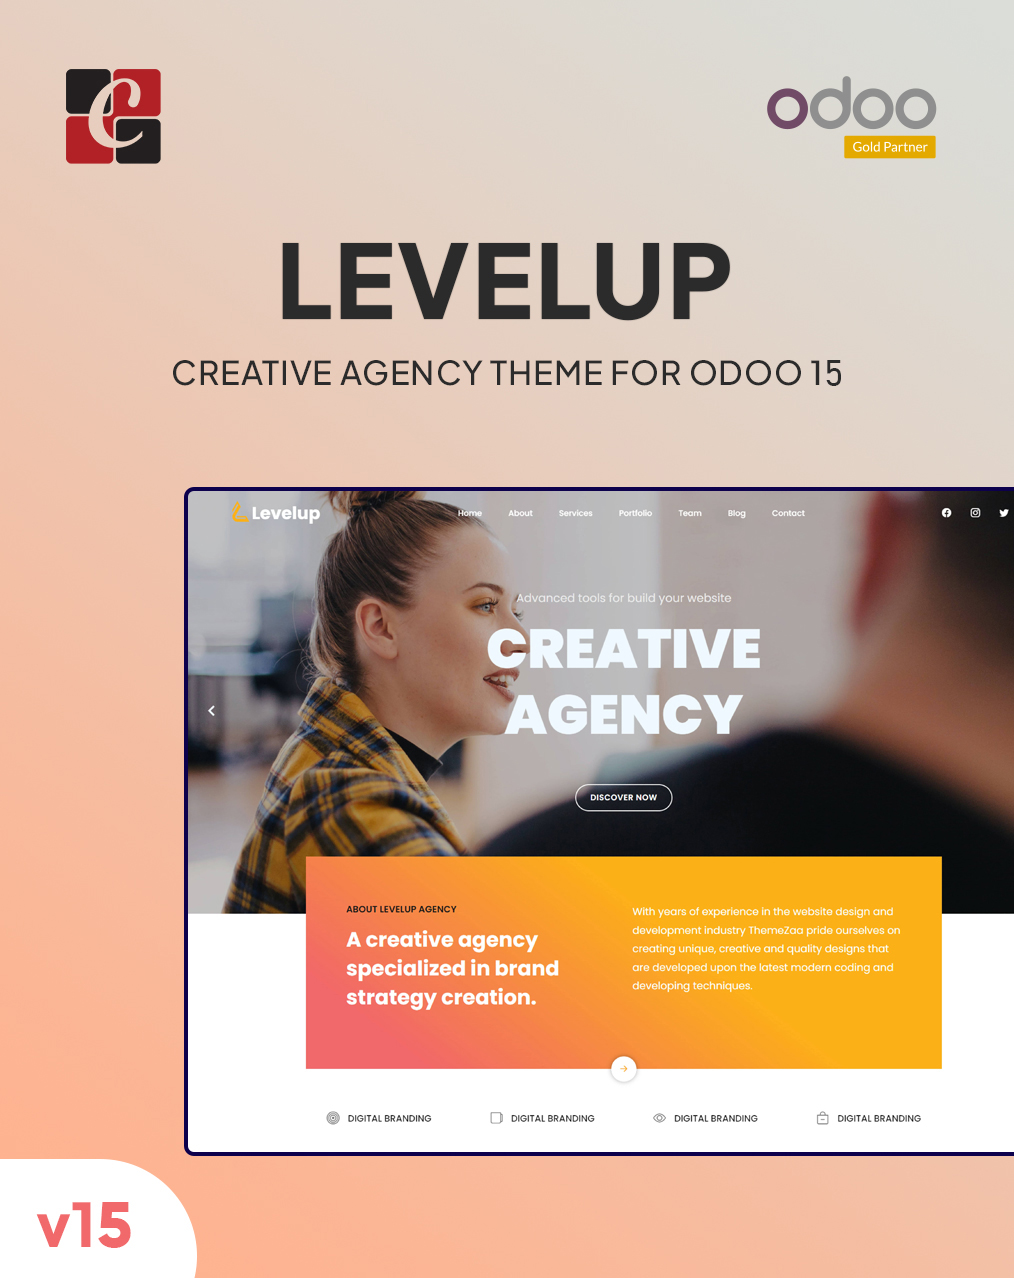 C
odoo
Gold Partner
LEVELUP
CREATIVE AGENCY THEME FOR ODOO 15
Levelup
Home About Services Portfolio Team Blog Contact
Advanced tools for build your website
CREATIVE
AGENCY
DISCOVER NOW
ABOUT LEVELUP AGENCY
A creative agency
specialized in brand
strategy creation.
With years of experience in the website design and
development industry ThemeZaa pride ourselves on
creating unique, creative and quality designs that
are developed upon the latest modern coding and
developing techniques.
DIGITAL BRANDING DIGITAL BRANDING DIGITAL BRANDING DIGITAL BRANDING
v15